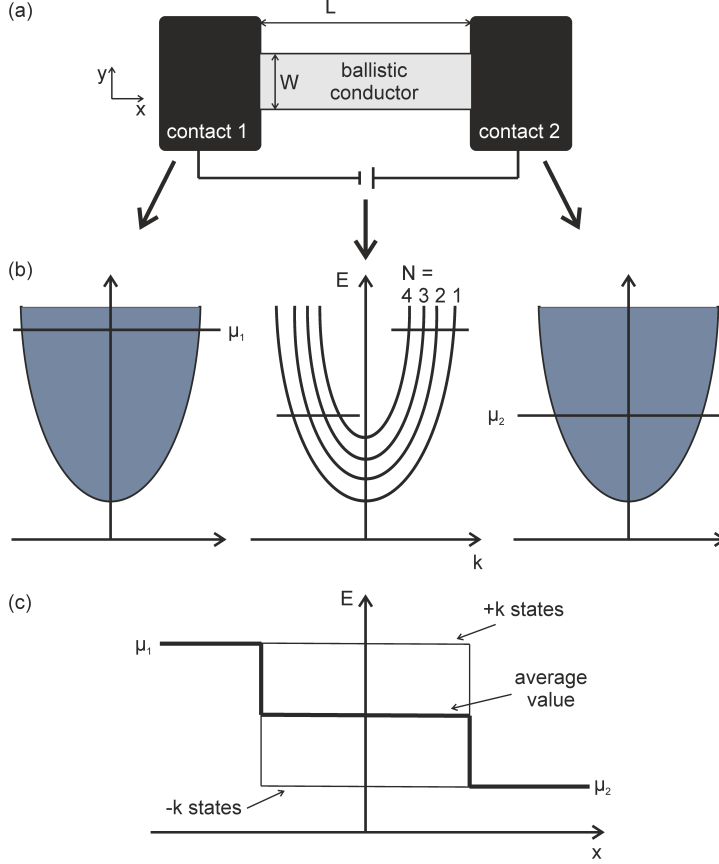 (a)
L
y
x
W
ballistic
conductor
contact 1
contact 2
(b)
E
N =
4 3 2 1
μ₁
μ₂
k
(c)
E
+k states
μ₁
average
value
-k states
μ₂
x